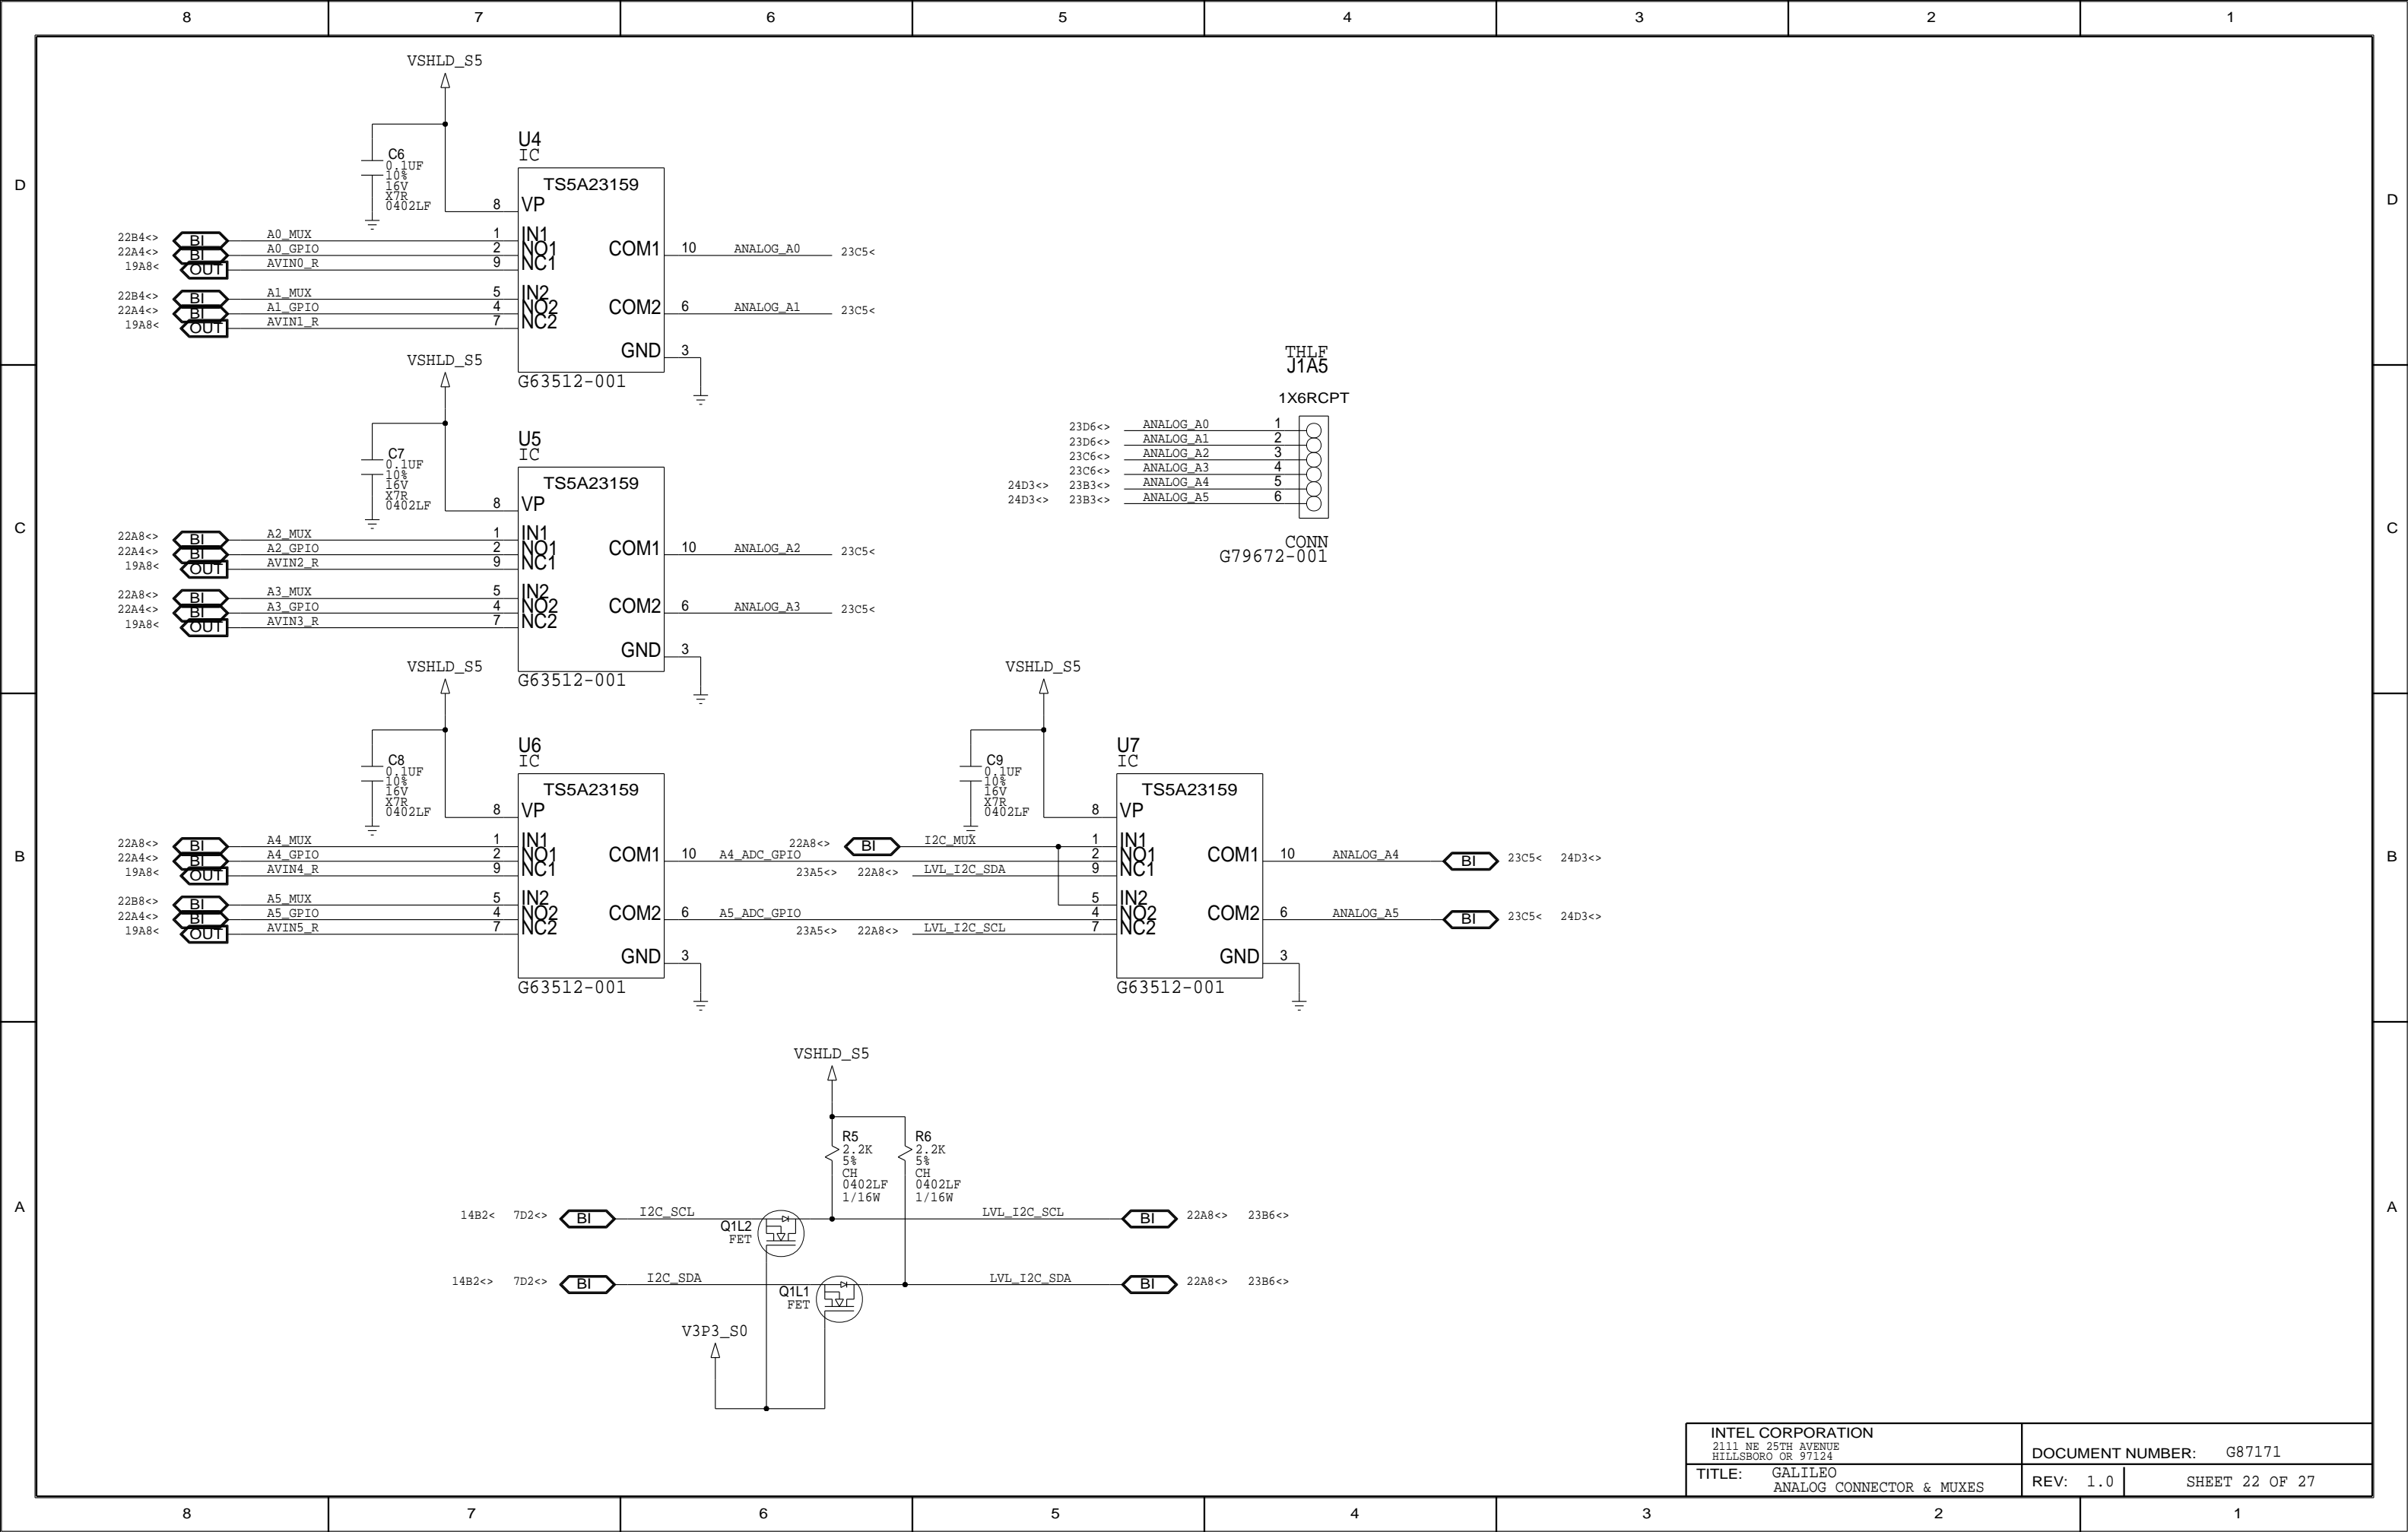 8 7 6 5 4 3 2 1
D
C
B
A
VSHLD_S5
C6
0.1UF
10%
16V
X7R
0402LF
U4
IC
TS5A23159
8 VP
22B4<> BI A0_MUX 1 IN1
22A4<> BI A0_GPIO 2 NO1
19A8< OUT AVIN0_R 9 NC1
COM1 10 ANALOG_A0 23C5<
22B4<> BI A1_MUX 5 IN2
22A4<> BI A1_GPIO 4 NO2
19A8< OUT AVIN1_R 7 NC2
COM2 6 ANALOG_A1 23C5<
GND 3
G63512-001
VSHLD_S5
C7
0.1UF
10%
16V
X7R
0402LF
U5
IC
TS5A23159
8 VP
22A8<> BI A2_MUX 1 IN1
22A4<> BI A2_GPIO 2 NO1
19A8< OUT AVIN2_R 9 NC1
COM1 10 ANALOG_A2 23C5<
22A8<> BI A3_MUX 5 IN2
22A4<> BI A3_GPIO 4 NO2
19A8< OUT AVIN3_R 7 NC2
COM2 6 ANALOG_A3 23C5<
GND 3
G63512-001
THLF
J1A5
1X6RCPT
23D6<> ANALOG_A0 1
23D6<> ANALOG_A1 2
23C6<> ANALOG_A2 3
23C6<> ANALOG_A3 4
24D3<> 23B3<> ANALOG_A4 5
24D3<> 23B3<> ANALOG_A5 6
CONN
G79672-001
VSHLD_S5
C8
0.1UF
10%
16V
X7R
0402LF
U6
IC
TS5A23159
8 VP
22A8<> BI A4_MUX 1 IN1
22A4<> BI A4_GPIO 2 NO1
19A8< OUT AVIN4_R 9 NC1
COM1 10 A4_ADC_GPIO
22B8<> BI A5_MUX 5 IN2
22A4<> BI A5_GPIO 4 NO2
19A8< OUT AVIN5_R 7 NC2
COM2 6 A5_ADC_GPIO
GND 3
G63512-001
VSHLD_S5
C9
0.1UF
10%
16V
X7R
0402LF
U7
IC
TS5A23159
8 VP
22A8<> BI I2C_MUX 1 IN1
2 NO1
23A5<> 22A8<> LVL_I2C_SDA 9 NC1
COM1 10 ANALOG_A4 BI 23C5< 24D3<>
5 IN2
4 NO2
23A5<> 22A8<> LVL_I2C_SCL 7 NC2
COM2 6 ANALOG_A5 BI 23C5< 24D3<>
GND 3
G63512-001
VSHLD_S5
R5
2.2K
5%
CH
0402LF
1/16W
R6
2.2K
5%
CH
0402LF
1/16W
14B2< 7D2<> BI I2C_SCL
Q1L2
FET
LVL_I2C_SCL BI 22A8<> 23B6<>
14B2<> 7D2<> BI I2C_SDA
Q1L1
FET
LVL_I2C_SDA BI 22A8<> 23B6<>
V3P3_S0
D
C
B
A
INTEL CORPORATION
2111 NE 25TH AVENUE
HILLSBORO OR 97124
DOCUMENT NUMBER: G87171
TITLE: GALILEO
ANALOG CONNECTOR & MUXES
REV: 1.0
SHEET 22 OF 27
8 7 6 5 4 3 2 1